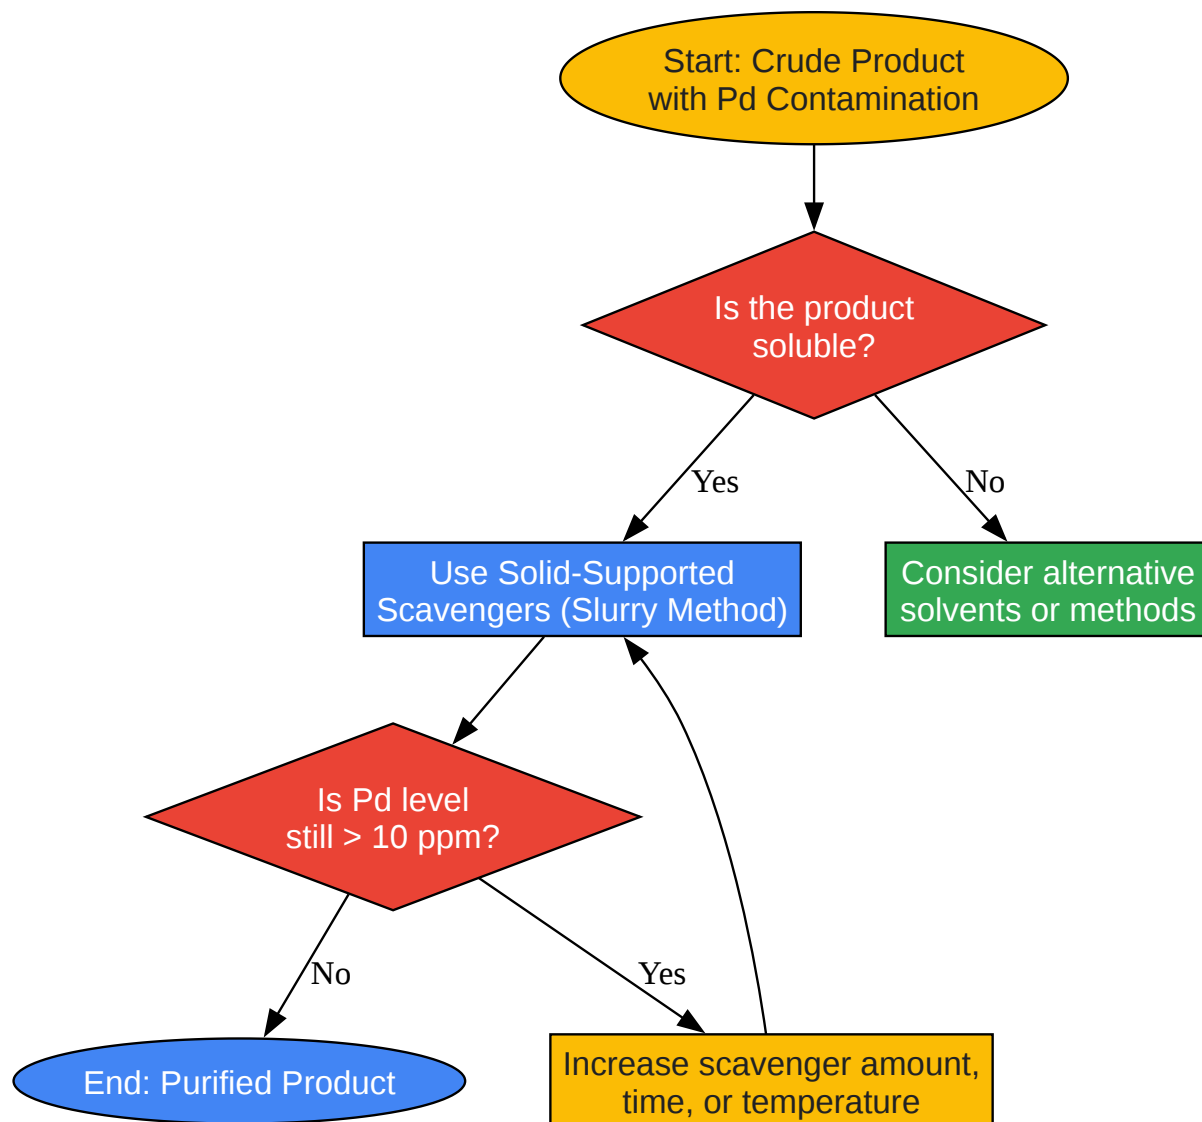 Start: Crude Product
with Pd Contamination
Is the product
soluble?
Yes
No
Use Solid-Supported
Scavengers (Slurry Method)
Consider alternative
solvents or methods
Is Pd level
still > 10 ppm?
No
Yes
End: Purified Product
Increase scavenger amount,
time, or temperature